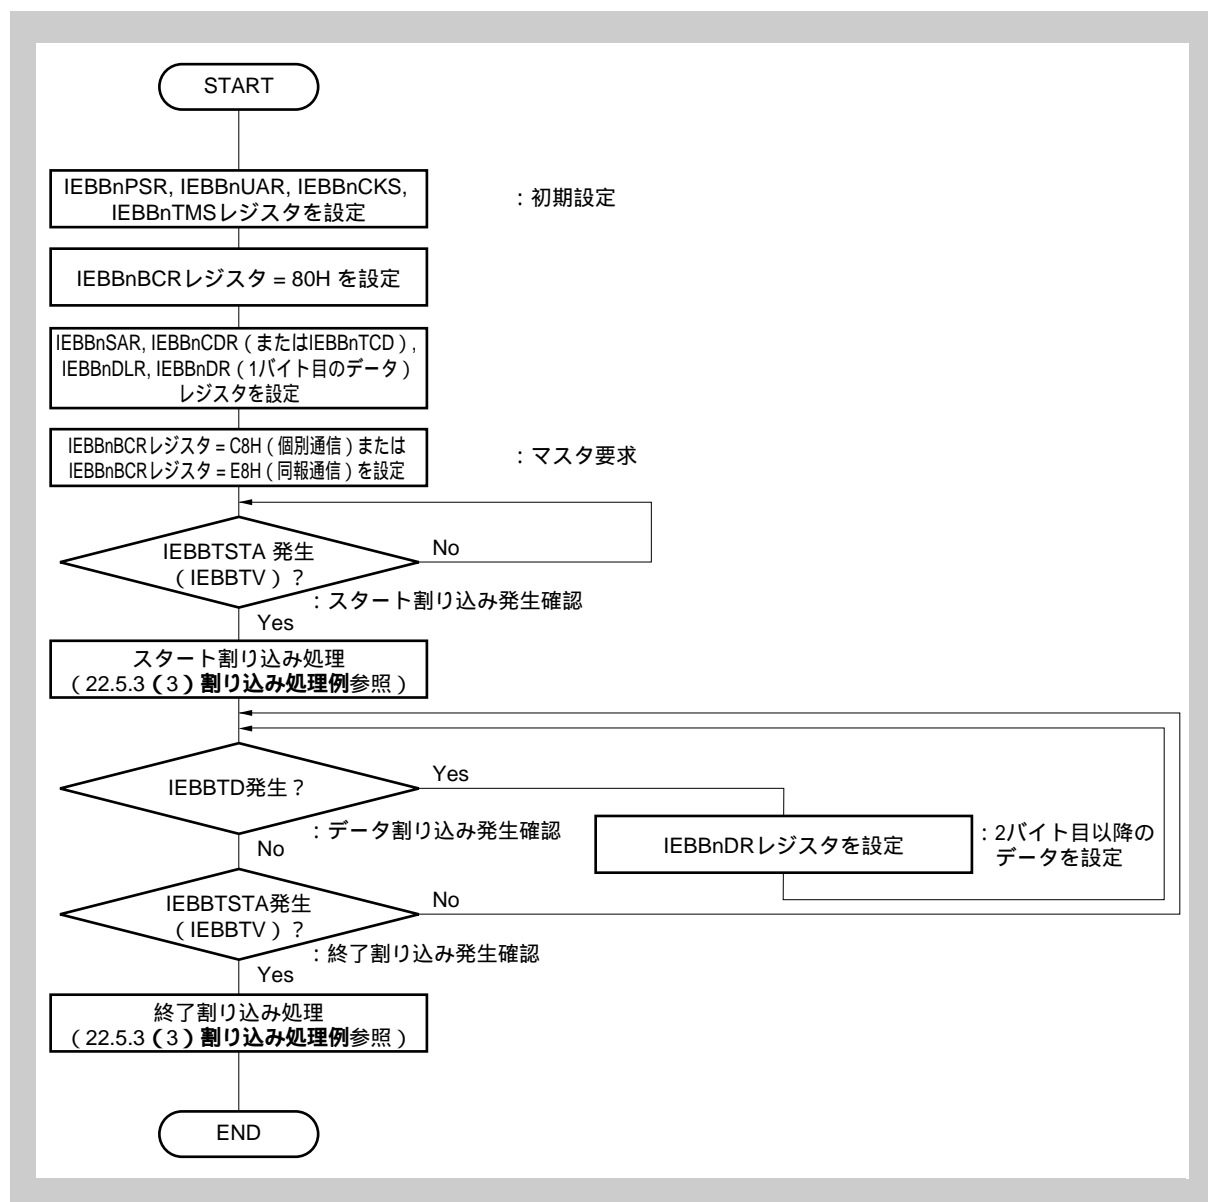 START
IEBBnPSR, IEBBnUAR, IEBBnCKS,
IEBBnTMSレジスタを設定
：初期設定
IEBBnBCRレジスタ = 80H を設定
IEBBnSAR, IEBBnCDR（またはIEBBnTCD）,
IEBBnDLR, IEBBnDR（1バイト目のデータ）
レジスタを設定
IEBBnBCRレジスタ = C8H（個別通信）または
IEBBnBCRレジスタ = E8H（同報通信）を設定
：マスタ要求
IEBBTSTA 発生
（IEBBTV）？
No
：スタート割り込み発生確認
Yes
スタート割り込み処理
（22.5.3（3）割り込み処理例参照）
IEBBTD発生？
Yes
：データ割り込み発生確認
No
IEBBnDRレジスタを設定
：2バイト目以降の
データを設定
IEBBTSTA発生
（IEBBTV）？
No
：終了割り込み発生確認
Yes
終了割り込み処理
（22.5.3（3）割り込み処理例参照）
END